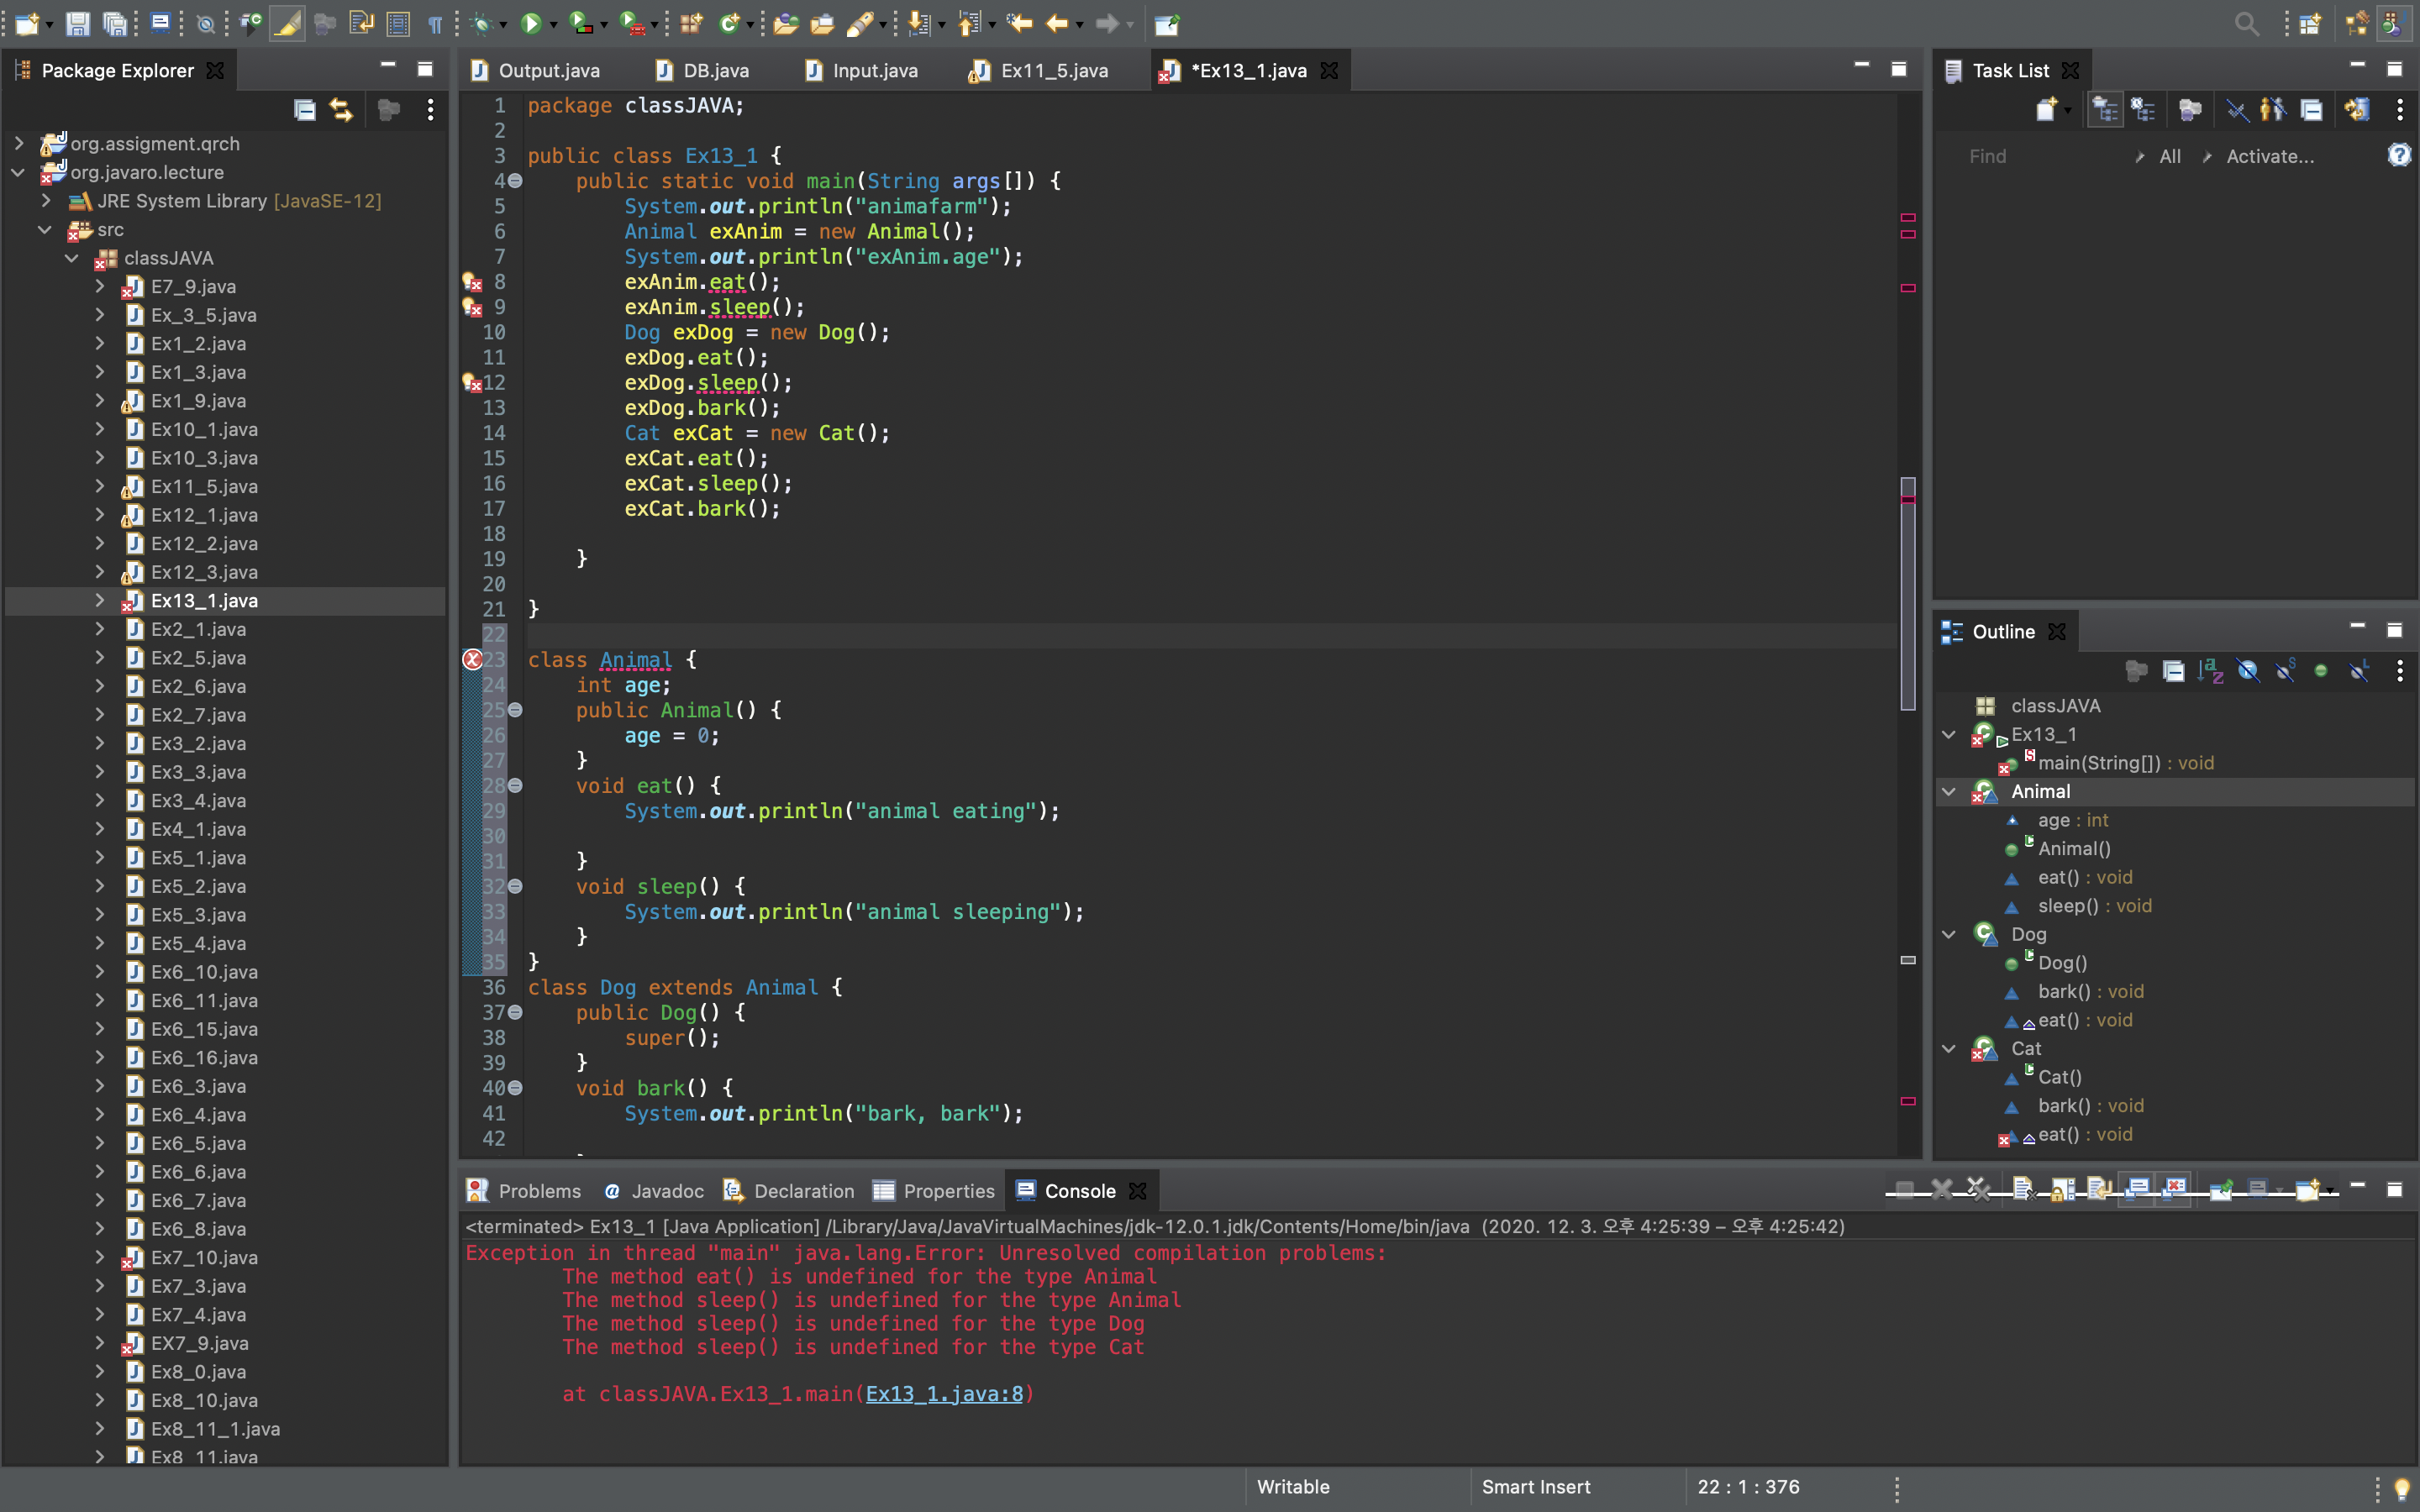 Package Explorer
org.assigment.qrch
org.javaro.lecture
JRE System Library [JavaSE-12]
src
classJAVA
E7_9.java
Ex_3_5.java
Ex1_2.java
Ex1_3.java
Ex1_9.java
Ex10_1.java
Ex10_3.java
Ex11_5.java
Ex12_1.java
Ex12_2.java
Ex12_3.java
Ex13_1.java
Ex2_1.java
Ex2_5.java
Ex2_6.java
Ex2_7.java
Ex3_2.java
Ex3_3.java
Ex3_4.java
Ex4_1.java
Ex5_1.java
Ex5_2.java
Ex5_3.java
Ex5_4.java
Ex6_10.java
Ex6_11.java
Ex6_15.java
Ex6_16.java
Ex6_3.java
Ex6_4.java
Ex6_5.java
Ex6_6.java
Ex6_7.java
Ex6_8.java
Ex7_10.java
Ex7_3.java
Ex7_4.java
EX7_9.java
Ex8_0.java
Ex8_10.java
Ex8_11_1.java
Ex8_11.java
Output.java DB.java Input.java Ex11_5.java *Ex13_1.java
1 package classJAVA;
2
3 public class Ex13_1 {
4 public static void main(String args[]) {
5 System.out.println("animafarm");
6 Animal exAnim = new Animal();
7 System.out.println("exAnim.age");
8 exAnim.eat();
9 exAnim.sleep();
10 Dog exDog = new Dog();
11 exDog.eat();
12 exDog.sleep();
13 exDog.bark();
14 Cat exCat = new Cat();
15 exCat.eat();
16 exCat.sleep();
17 exCat.bark();
18
19 }
20
21 }
22
23 class Animal {
24 int age;
25 public Animal() {
26 age = 0;
27 }
28 void eat() {
29 System.out.println("animal eating");
30
31 }
32 void sleep() {
33 System.out.println("animal sleeping");
34 }
35 }
36 class Dog extends Animal {
37 public Dog() {
38 super();
39 }
40 void bark() {
41 System.out.println("bark, bark");
42
Task List
Find All Activate...
Outline
classJAVA
Ex13_1
main(String[]) : void
Animal
age : int
Animal()
eat() : void
sleep() : void
Dog
Dog()
bark() : void
eat() : void
Cat
Cat()
bark() : void
eat() : void
Problems Javadoc Declaration Properties Console
<terminated> Ex13_1 [Java Application] /Library/Java/JavaVirtualMachines/jdk-12.0.1.jdk/Contents/Home/bin/java (2020. 12. 3. 오후 4:25:39 – 오후 4:25:42)
Exception in thread "main" java.lang.Error: Unresolved compilation problems:
The method eat() is undefined for the type Animal
The method sleep() is undefined for the type Animal
The method sleep() is undefined for the type Dog
The method sleep() is undefined for the type Cat
at classJAVA.Ex13_1.main(Ex13_1.java:8)
Writable Smart Insert 22 : 1 : 376